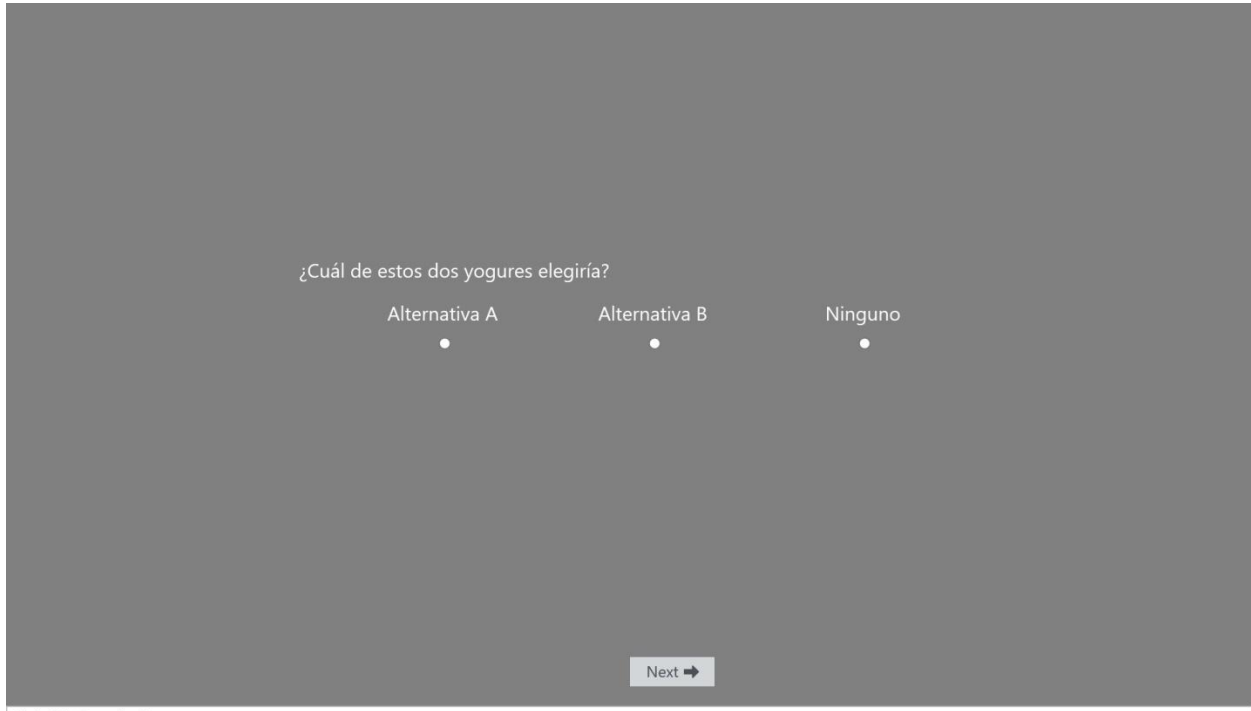 ¿Cuál de estos dos yogures elegiría?
Alternativa A Alternativa B Ninguno
Next